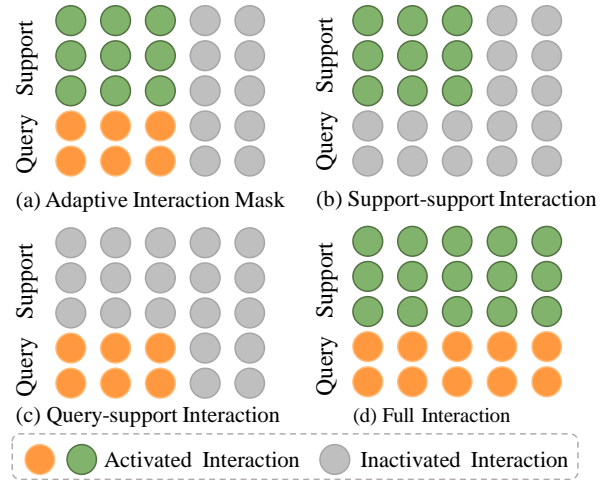 Support
Query
(a) Adaptive Interaction Mask
Support
Query
(b) Support-support Interaction
Support
Query
(c) Query-support Interaction
Support
Query
(d) Full Interaction
Activated Interaction
Inactivated Interaction